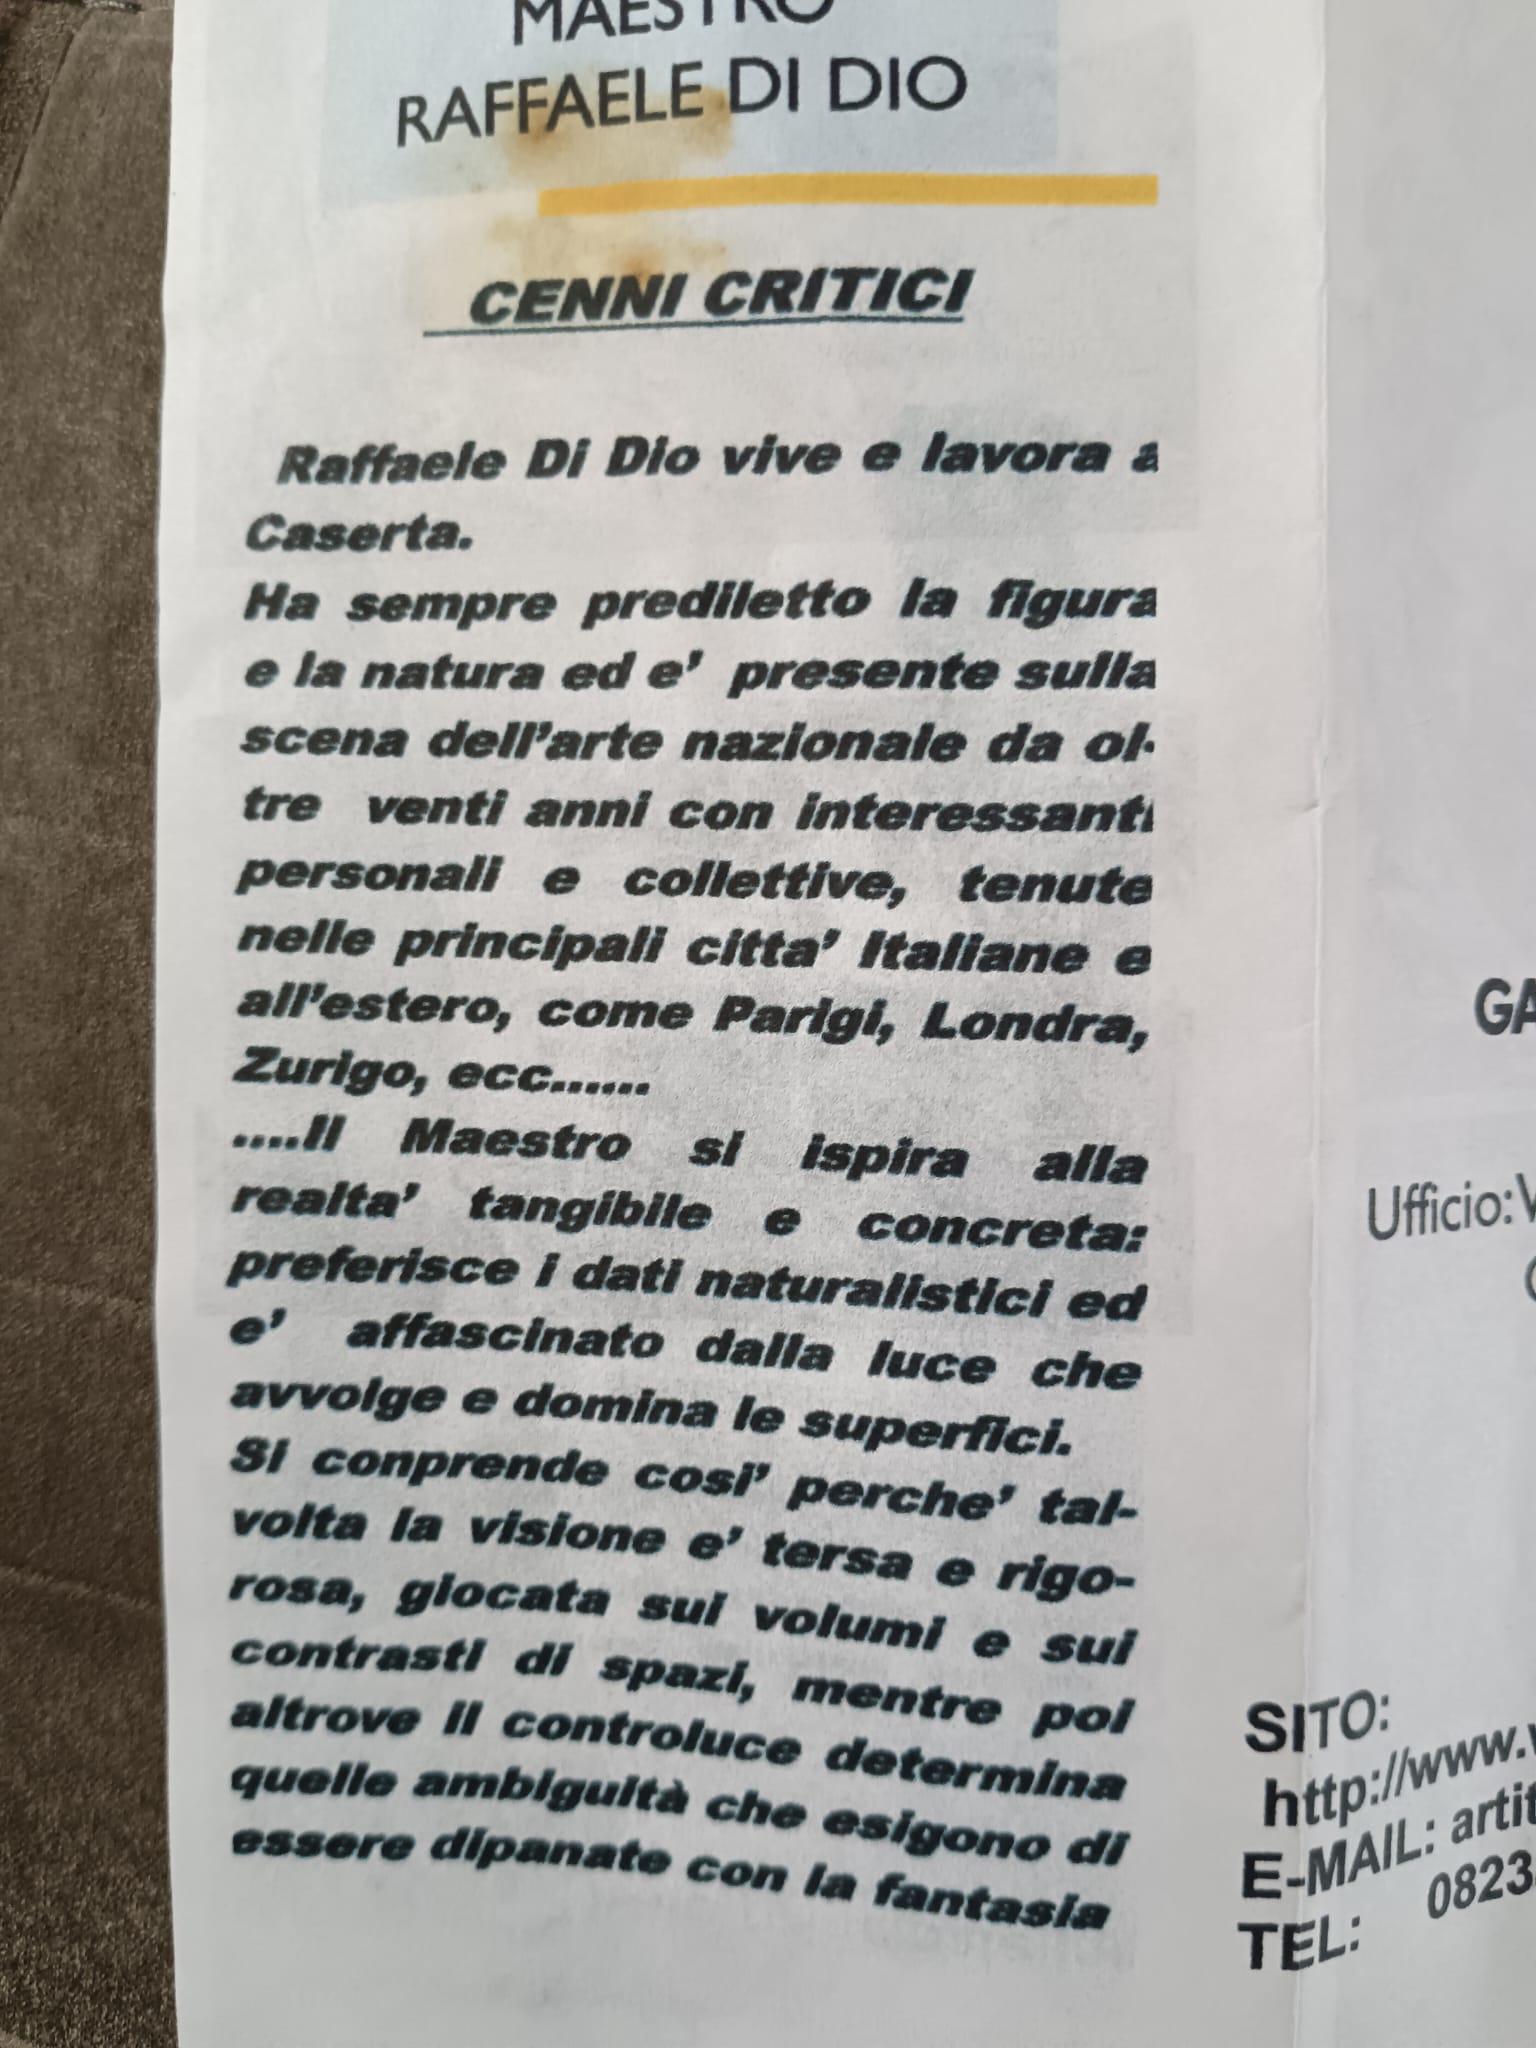 MAESTRO
RAFFAELE DI DIO
CENNI CRITICI
Raffaele Di Dio vive e lavora a
Caserta.
Ha sempre prediletto la figura
e la natura ed e' presente sulla
scena dell'arte nazionale da ol-
tre venti anni con interessanti
personali e collettive, tenute
nelle principali citta' Italiane e
all'estero, come Parigi, Londra,
Zurigo, ecc......
....Il Maestro si ispira alla
realta' tangibile e concreta:
preferisce i dati naturalistici ed
e' affascinato dalla luce che
avvolge e domina le superfici.
Si conprende cosi' perche' tal-
volta la visione e' tersa e rigo-
rosa, giocata sui volumi e sui
contrasti di spazi, mentre poi
altrove il controluce determina
quelle ambiguità che esigono di
essere dipanate con la fantasia
GA
Ufficio:
SITO:
http://www.
E-MAIL: artit
TEL: 0823